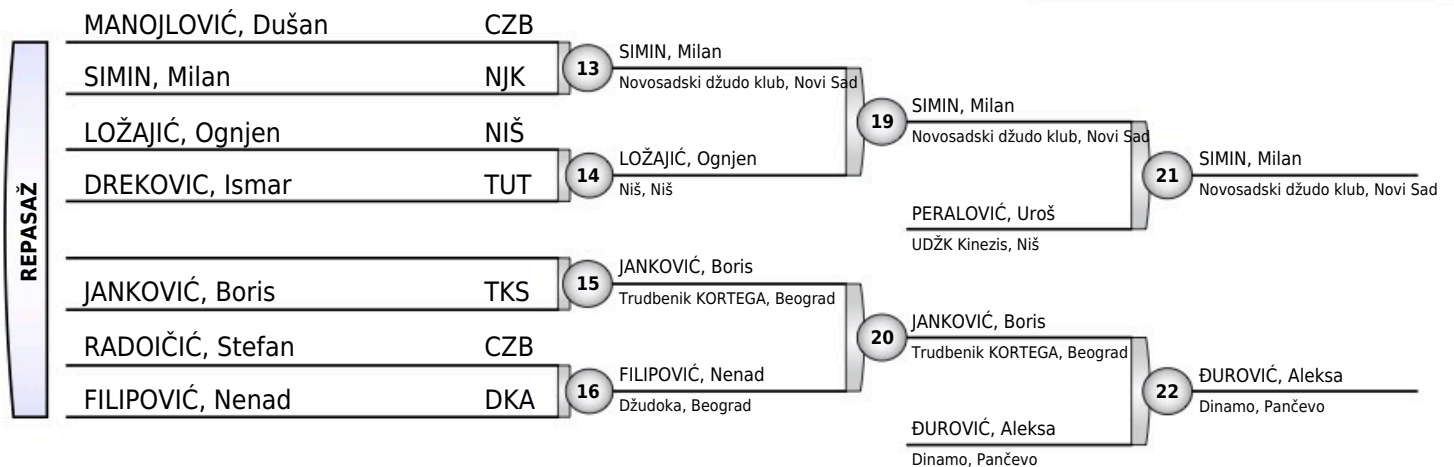 REPASAŽ
MANOJLOVIĆ, Dušan CZB
SIMIN, Milan NJK
LOŽAJIĆ, Ognjen NIŠ
DREKOVIC, Ismar TUT
JANKOVIĆ, Boris TKS
RADOIČIĆ, Stefan CZB
FILIPOVIĆ, Nenad DKA
13
SIMIN, Milan
Novosadski džudo klub, Novi Sad
14
LOŽAJIĆ, Ognjen
Niš, Niš
15
JANKOVIĆ, Boris
Trudbenik KORTEGA, Beograd
16
FILIPOVIĆ, Nenad
Džudoka, Beograd
19
SIMIN, Milan
Novosadski džudo klub, Novi Sad
PERALOVIĆ, Uroš
UDŽK Kinezis, Niš
20
JANKOVIĆ, Boris
Trudbenik KORTEGA, Beograd
ĐUROVIĆ, Aleksa
Dinamo, Pančevo
21
SIMIN, Milan
Novosadski džudo klub, Novi Sad
22
ĐUROVIĆ, Aleksa
Dinamo, Pančevo